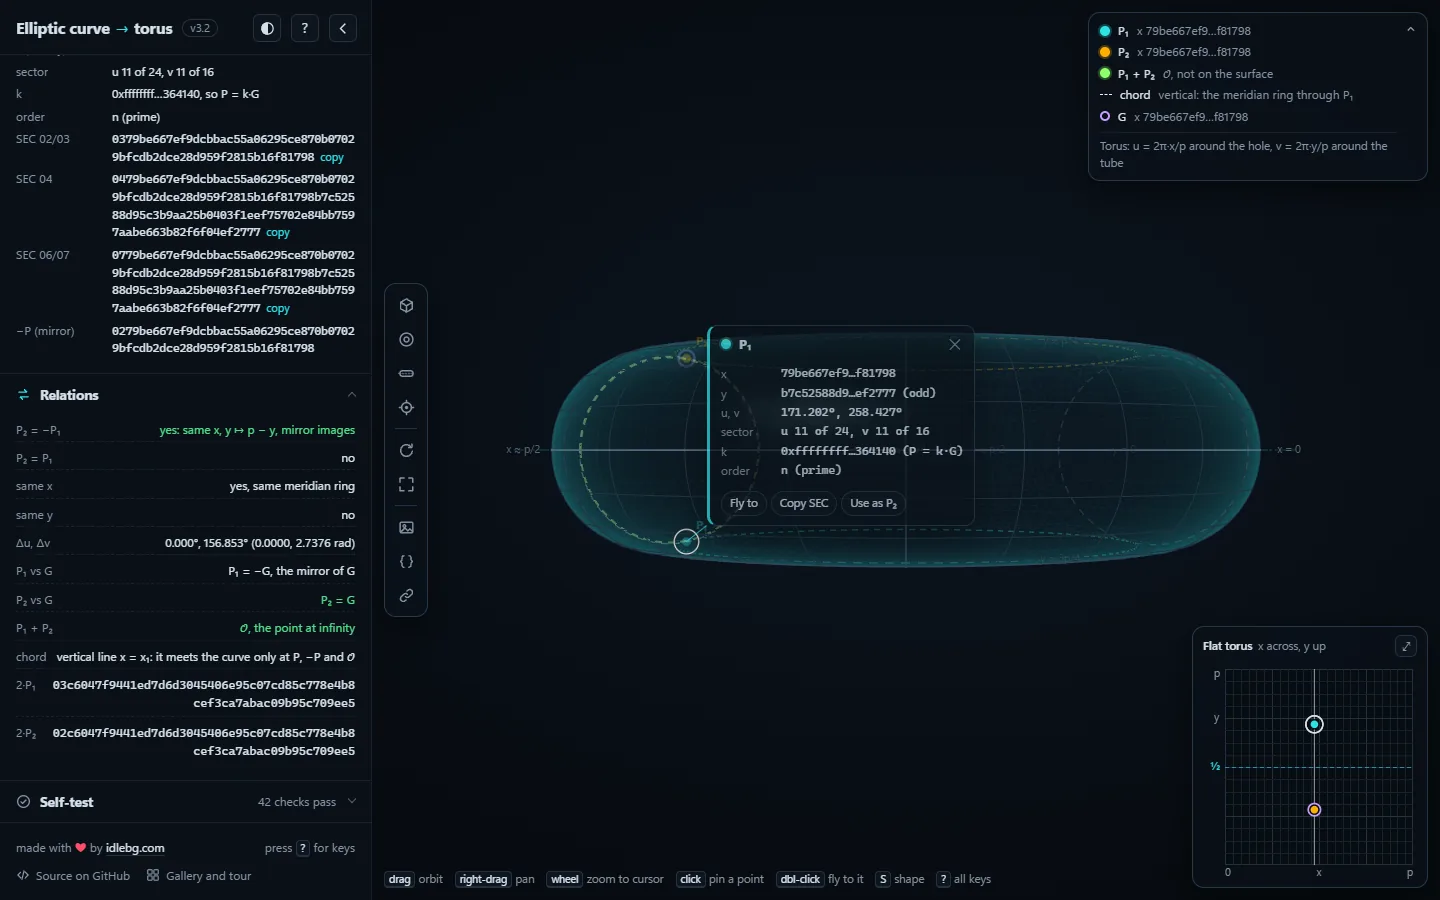 Elliptic curve → torus v3.2
sector u 11 of 24, v 11 of 16
k 0xffffffff…364140, so P = k·G
order n (prime)
SEC 02/03 0379be667ef9dcbbac55a06295ce870b0702
9bfcdb2dce28d959f2815b16f81798 copy
SEC 04 0479be667ef9dcbbac55a06295ce870b0702
9bfcdb2dce28d959f2815b16f81798b7c525
88d95c3b9aa25b0403f1eef75702e84bb759
7aabe663b82f6f04ef2777 copy
SEC 06/07 0779be667ef9dcbbac55a06295ce870b0702
9bfcdb2dce28d959f2815b16f81798b7c525
88d95c3b9aa25b0403f1eef75702e84bb759
7aabe663b82f6f04ef2777 copy
−P (mirror) 0279be667ef9dcbbac55a06295ce870b0702
9bfcdb2dce28d959f2815b16f81798
Relations
P₂ = −P₁ yes: same x, y ↦ p − y, mirror images
P₂ = P₁ no
same x yes, same meridian ring
same y no
Δu, Δv 0.000°, 156.853° (0.0000, 2.7376 rad)
P₁ vs G P₁ = −G, the mirror of G
P₂ vs G P₂ = G
P₁ + P₂ 𝒪, the point at infinity
chord vertical line x = x₁: it meets the curve only at P, −P and 𝒪
2·P₁ 03c6047f9441ed7d6d3045406e95c07cd85c778e4b8
cef3ca7abac09b95c709ee5
2·P₂ 02c6047f9441ed7d6d3045406e95c07cd85c778e4b8
cef3ca7abac09b95c709ee5
Self-test 42 checks pass
made with ❤ by idlebg.com press ? for keys
Source on GitHub Gallery and tour
P₁ x 79be667ef9…f81798
P₂ x 79be667ef9…f81798
P₁ + P₂ 𝒪, not on the surface
chord vertical: the meridian ring through P₁
G x 79be667ef9…f81798
Torus: u = 2π·x/p around the hole, v = 2π·y/p around the
tube
x ≈ p/2
x = 0
P₁
x 79be667ef9…f81798
y b7c52588d9…ef2777 (odd)
u, v 171.202°, 258.427°
sector u 11 of 24, v 11 of 16
k 0xffffffff…364140 (P = k·G)
order n (prime)
Fly to Copy SEC Use as P₂
Flat torus x across, y up
p
y
½
0 x p
drag orbit right-drag pan wheel zoom to cursor click pin a point dbl-click fly to it S shape ? all keys